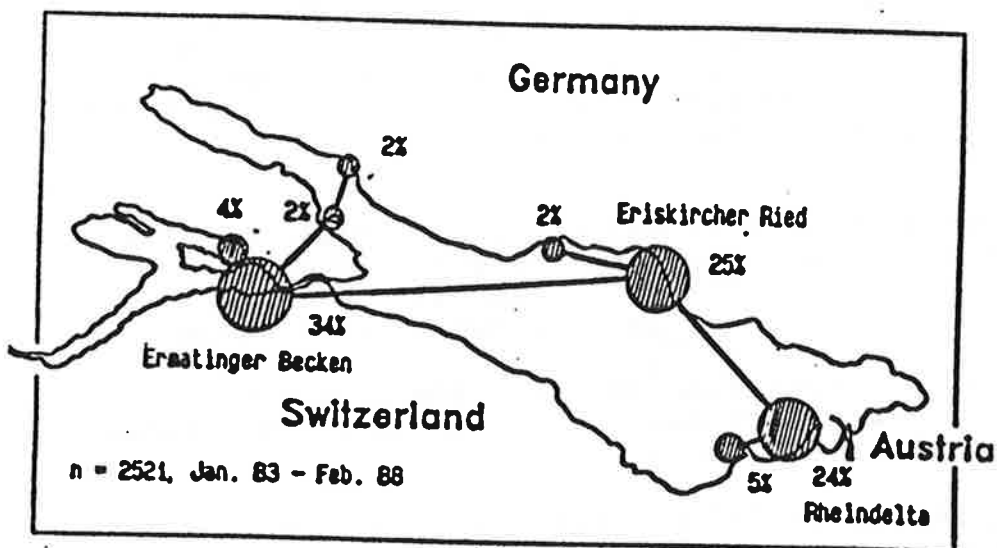 Germany
2%
4%
2%
2%
Eriskircher Ried
25%
34%
Ermatinger Becken
Switzerland
n = 2521, Jan. 83 - Feb. 88
Austria
5%
24%
Rheindelta